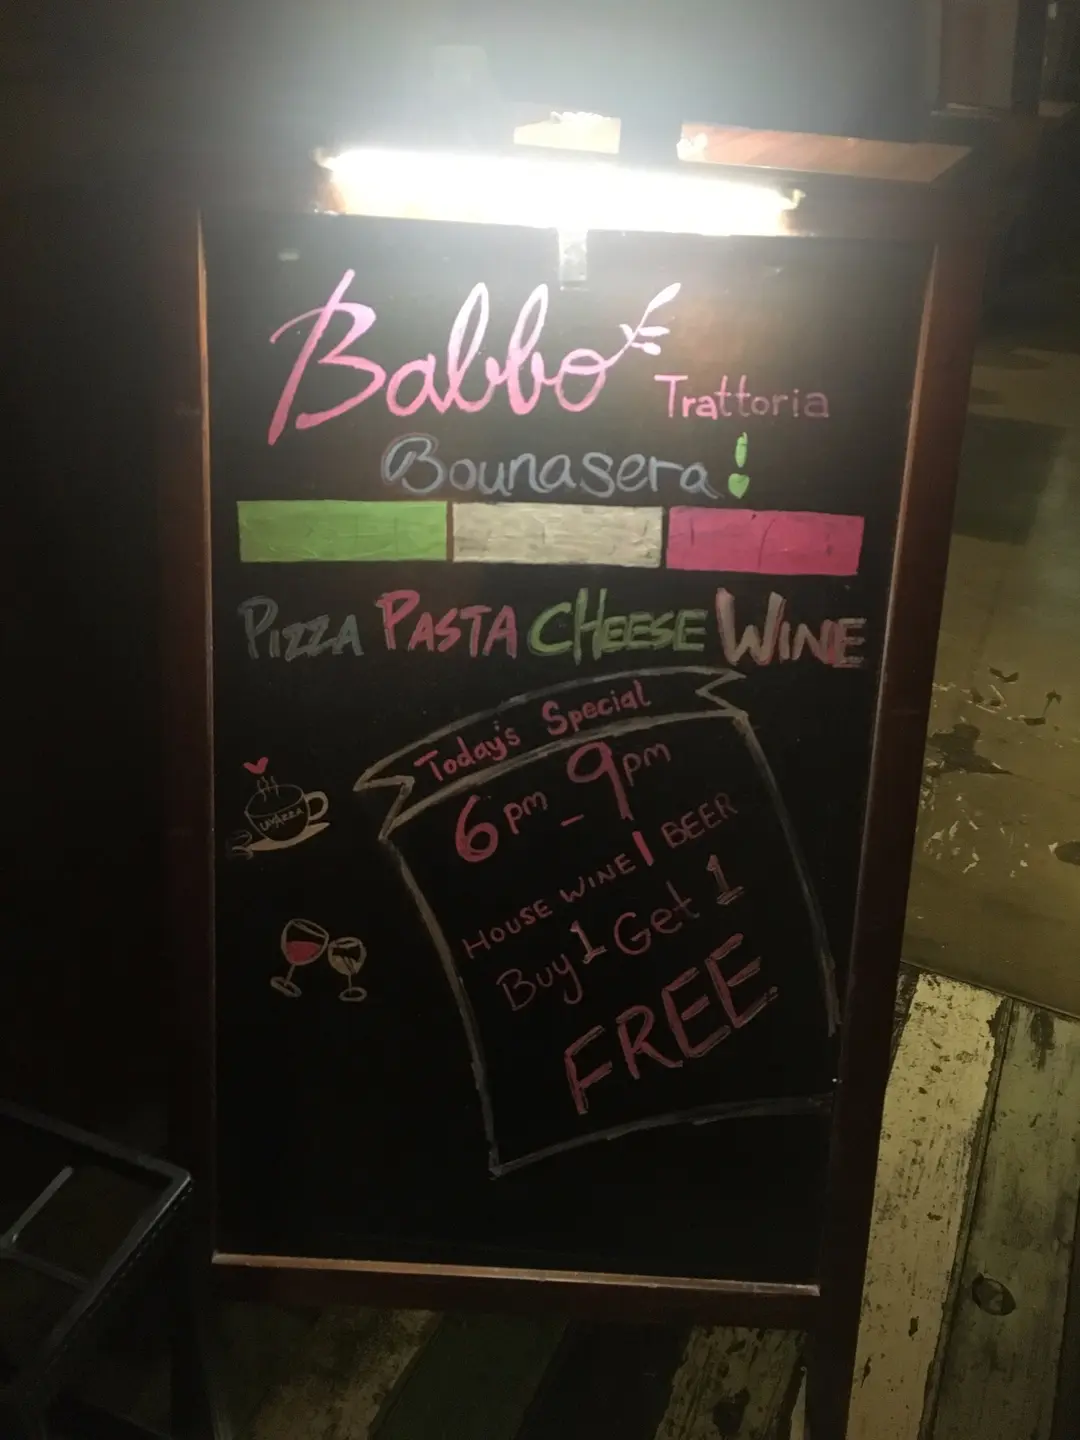 Babbo Trattoria
Bounasera!
PIZZA PASTA CHEESE WINE
Today's Special
6pm - 9pm
HOUSE WINE | BEER
Buy 1 Get 1
FREE
LAVAZZA